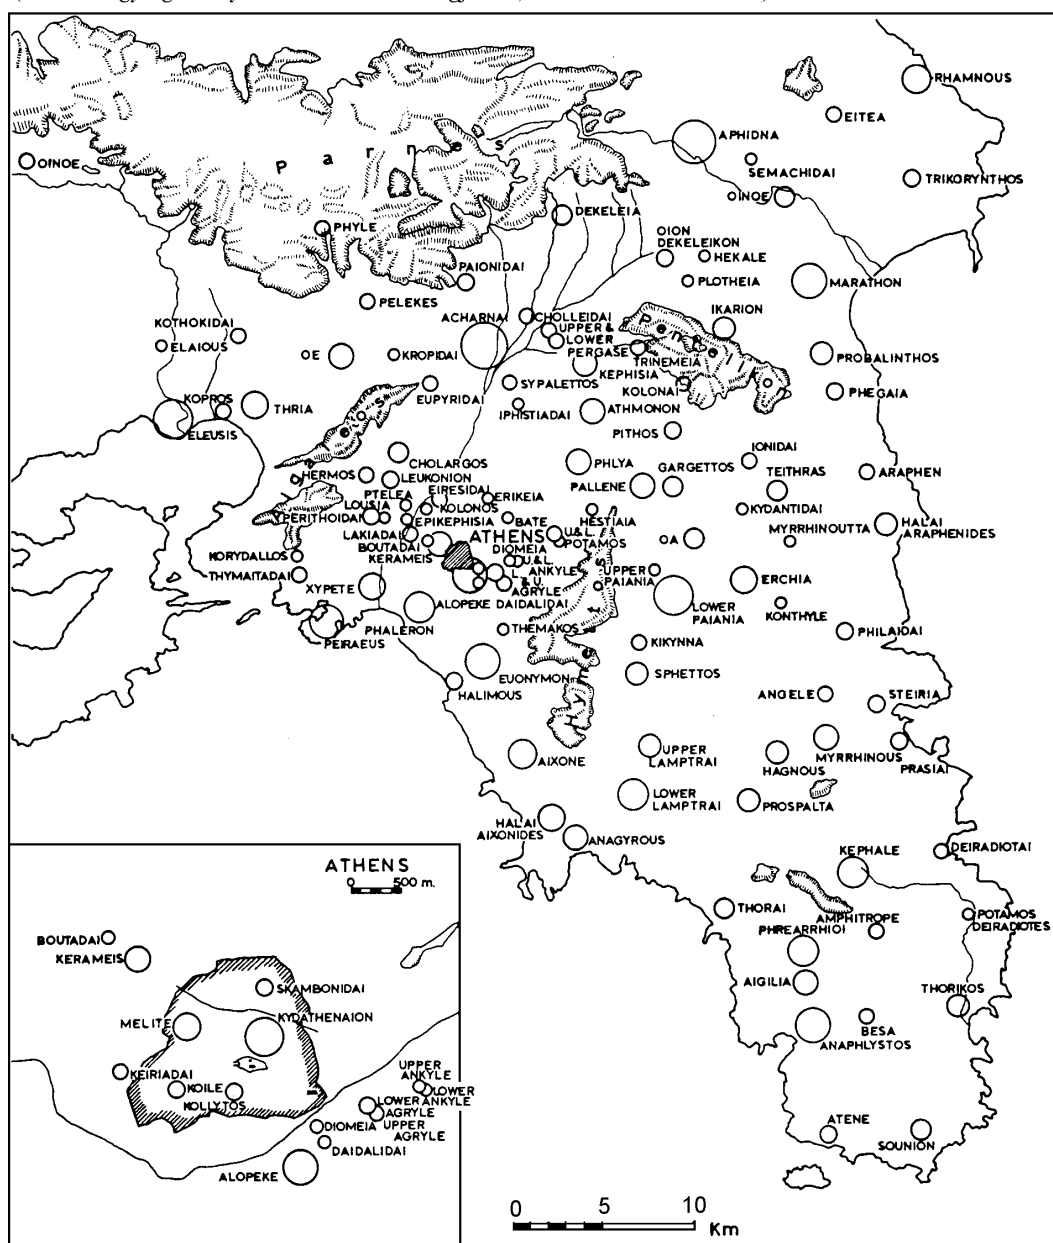 RHAMNOUS
EITEA
APHIDNA
OINOE
Parnes
SEMACHIDAI
TRIKORYNTHOS
OINOE
DEKELEIA
PHYLE
OION
DEKELEIKON
HEKALE
PAIONIDAI
PLOTHEIA
MARATHON
PELEKES
IKARION
ACHARNAI
CHOLLEIDAI
KOTHOKIDAI
UPPER &
LOWER
PERGASE
ELAIOUS
OE
KROPIDAI
TRINEMEIA
PROBALINTHOS
KEPHISIA
EUPYRIDAI
SYPALETTOS
KOLONAI
PHEGAIA
KOPROS
THRIA
IPHISTIADAI
ATHMONON
ELEUSIS
PITHOS
CHOLARGOS
IONIDAI
HERMOS
LEUKONION
PHLYA
GARGETTOS
TEITHRAS
ARAPHEN
EIRESIDAI
PALLENE
PTELEA
ERIKEIA
LOUSIA
KOLONOS
KYDANTIDAI
PERITHOIDAI
EPIKEPHISIA
BATE
HESTIAIA
HALAI
ARAPHENIDES
LAKIADAI
ATHENS
U.& L.
POTAMOS
OA
MYRRHINOUTTA
BOUTADAI
DIOMEIA
KERAMEIS
U.& L.
ANKYLE
KORYDALLOS
UPPER
PAIANIA
THYMAITADAI
L. & U.
AGRYLE
ERCHIA
XYPETE
ALOPEKE
DAIDALIDAI
LOWER
PAIANIA
KONTHYLE
PHALERON
THEMAKOS
PEIRAEUS
KIKYNNA
PHILAIDAI
EUONYMON
SPHETTOS
HALIMOUS
ANGELE
STEIRIA
AIXONE
UPPER
LAMPTRAI
MYRRHINOUS
HAGNOUS
PRASIAI
LOWER
LAMPTRAI
PROSPALTA
HALAI
AIXONIDES
ANAGYROUS
KEPHALE
DEIRADIOTAI
THORAI
AMPHITROPE
POTAMOS
DEIRADIOTES
PHREARRHIOI
AIGILIA
THORIKOS
BESA
ANAPHLYSTOS
ATENE
SOUNION
0 5 10
Km
ATHENS
0 500 m.
BOUTADAI
KERAMEIS
SKAMBONIDAI
MELITE
KYDATHENAION
KEIRIADAI
KOILE
KOLLYTOS
UPPER
ANKYLE
LOWER
ANKYLE
LOWER
AGRYLE
UPPER
AGRYLE
DIOMEIA
DAIDALIDAI
ALOPEKE